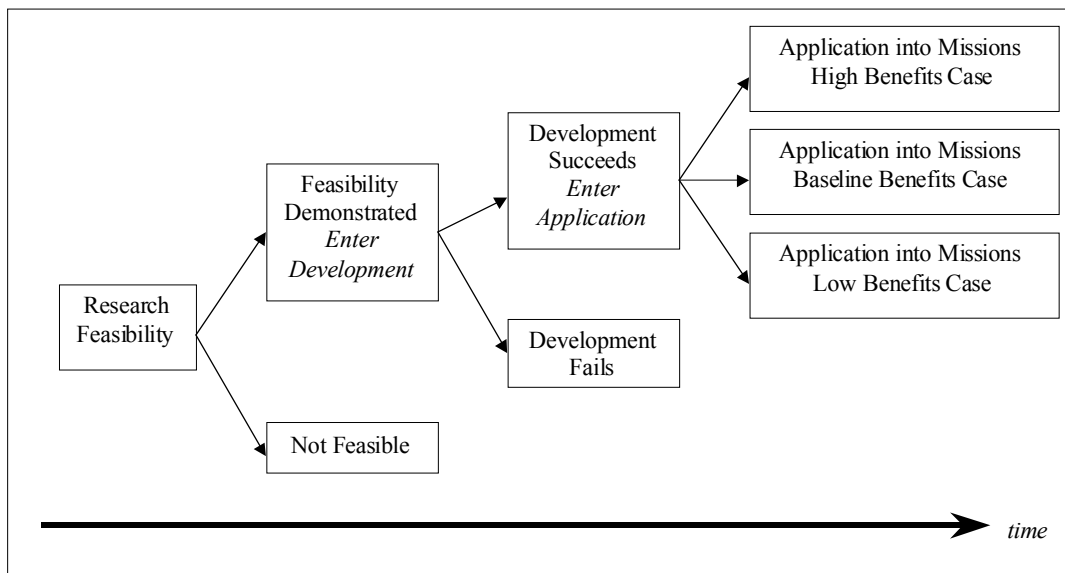 Research
Feasibility
Feasibility
Demonstrated
Enter
Development
Not Feasible
Development
Succeeds
Enter
Application
Development
Fails
Application into Missions
High Benefits Case
Application into Missions
Baseline Benefits Case
Application into Missions
Low Benefits Case
time